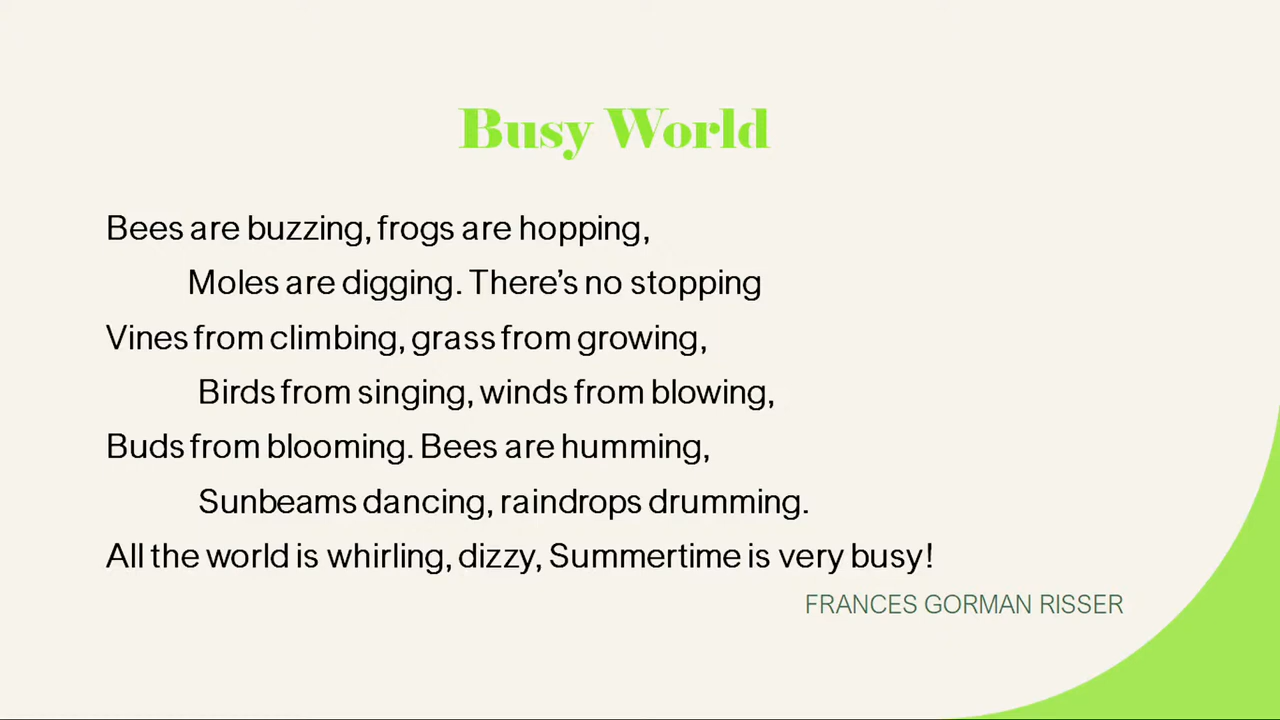 Busy World
Bees are buzzing, frogs are hopping,
Moles are digging. There’s no stopping
Vines from climbing, grass from growing,
Birds from singing, winds from blowing,
Buds from blooming. Bees are humming,
Sunbeams dancing, raindrops drumming.
All the world is whirling, dizzy, Summertime is very busy!
FRANCES GORMAN RISSER